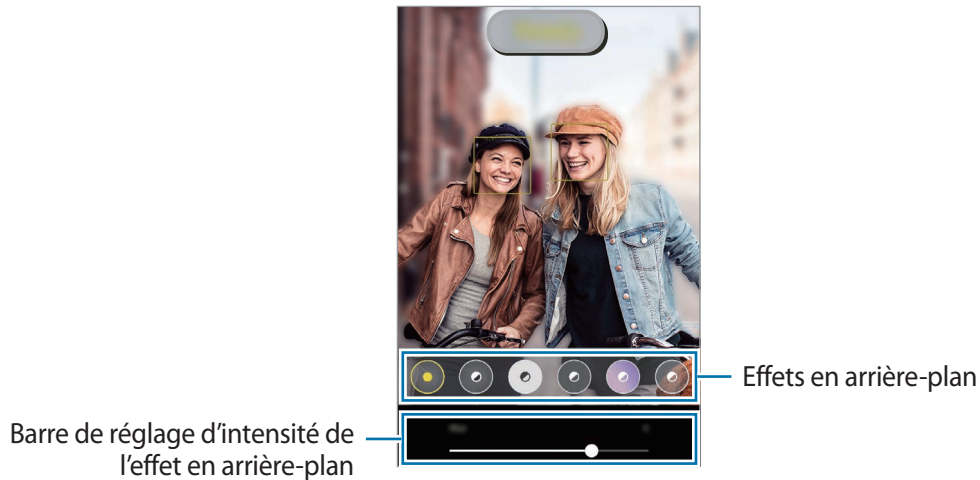 Effets en arrière-plan
Barre de réglage d'intensité de
l'effet en arrière-plan